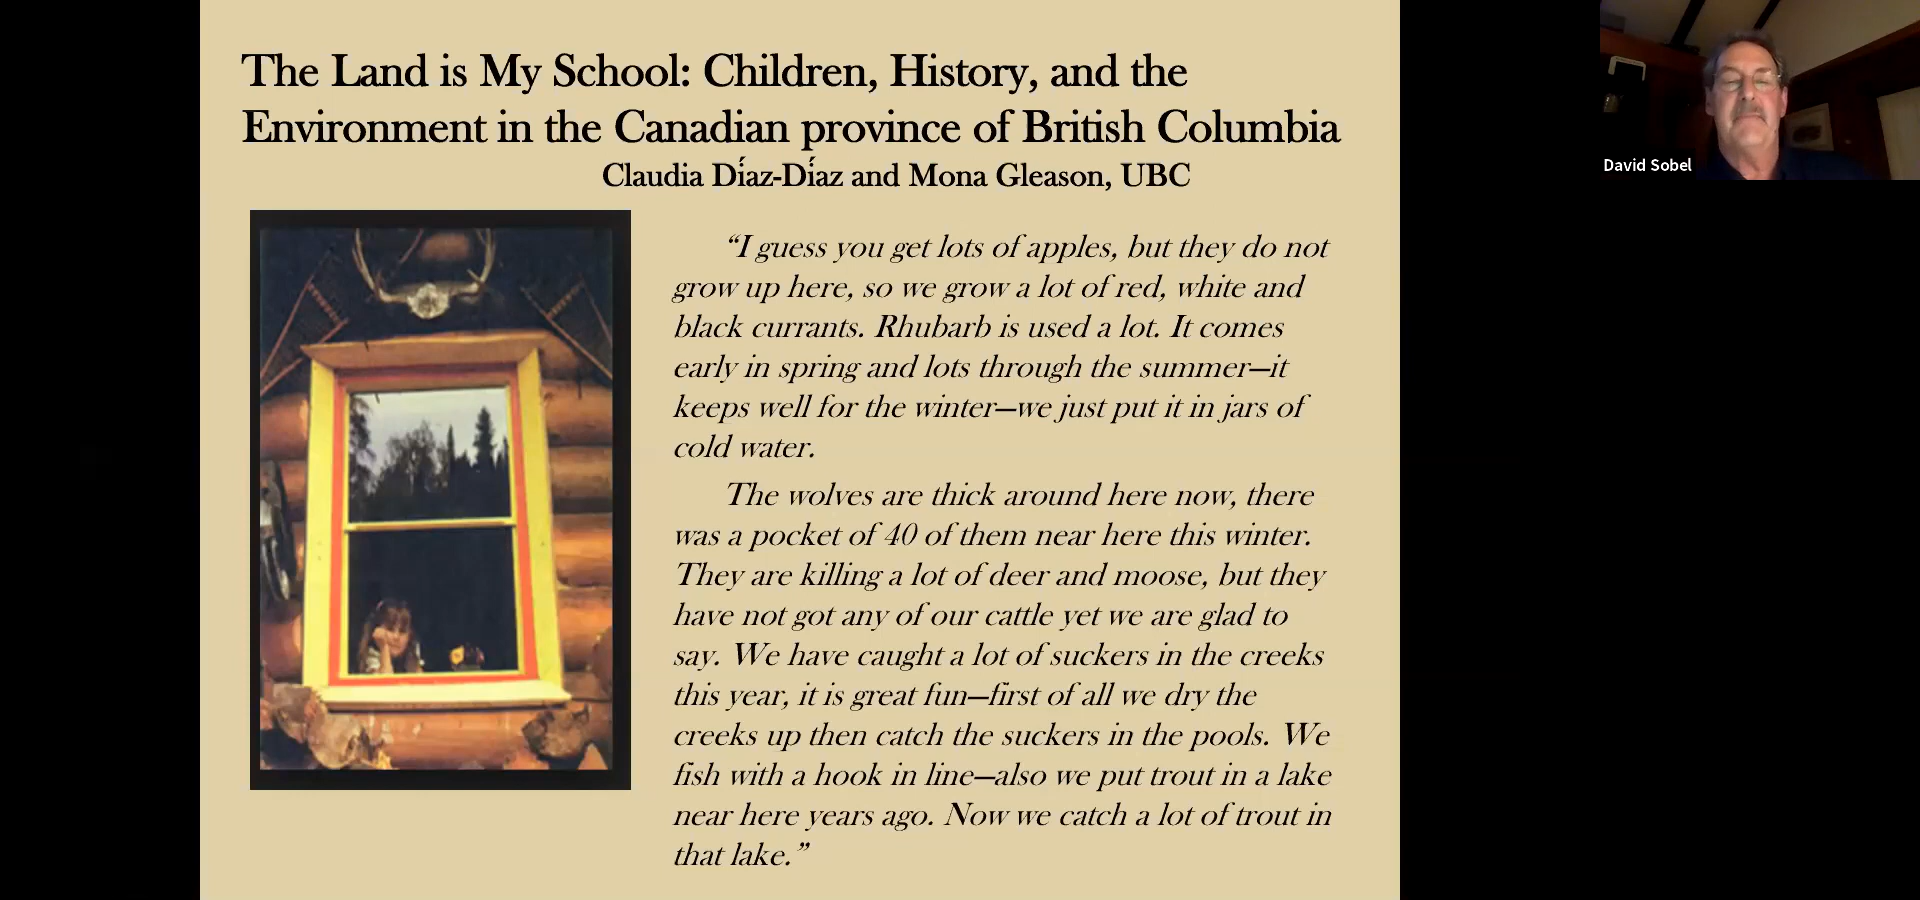 The Land is My School: Children, History, and the
Environment in the Canadian province of British Columbia
Claudia Díaz-Díaz and Mona Gleason, UBC
“I guess you get lots of apples, but they do not
grow up here, so we grow a lot of red, white and
black currants. Rhubarb is used a lot. It comes
early in spring and lots through the summer—it
keeps well for the winter—we just put it in jars of
cold water.
The wolves are thick around here now, there
was a pocket of 40 of them near here this winter.
They are killing a lot of deer and moose, but they
have not got any of our cattle yet we are glad to
say. We have caught a lot of suckers in the creeks
this year, it is great fun—first of all we dry the
creeks up then catch the suckers in the pools. We
fish with a hook in line—also we put trout in a lake
near here years ago. Now we catch a lot of trout in
that lake.”
David Sobel